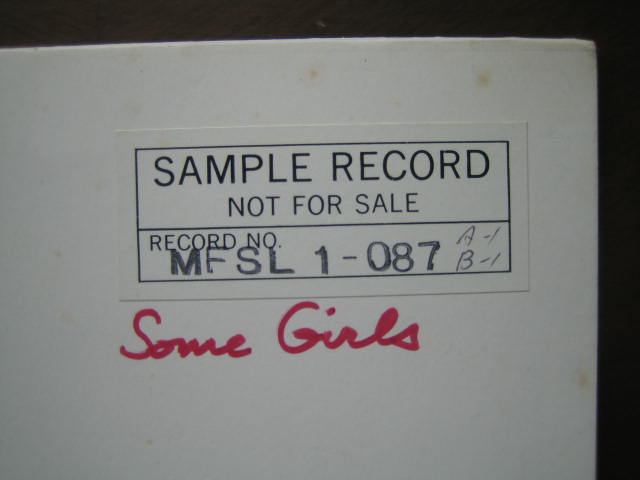 SAMPLE RECORD
NOT FOR SALE
RECORD NO.
MFSL 1-087
A-1
B-1
Some Girls